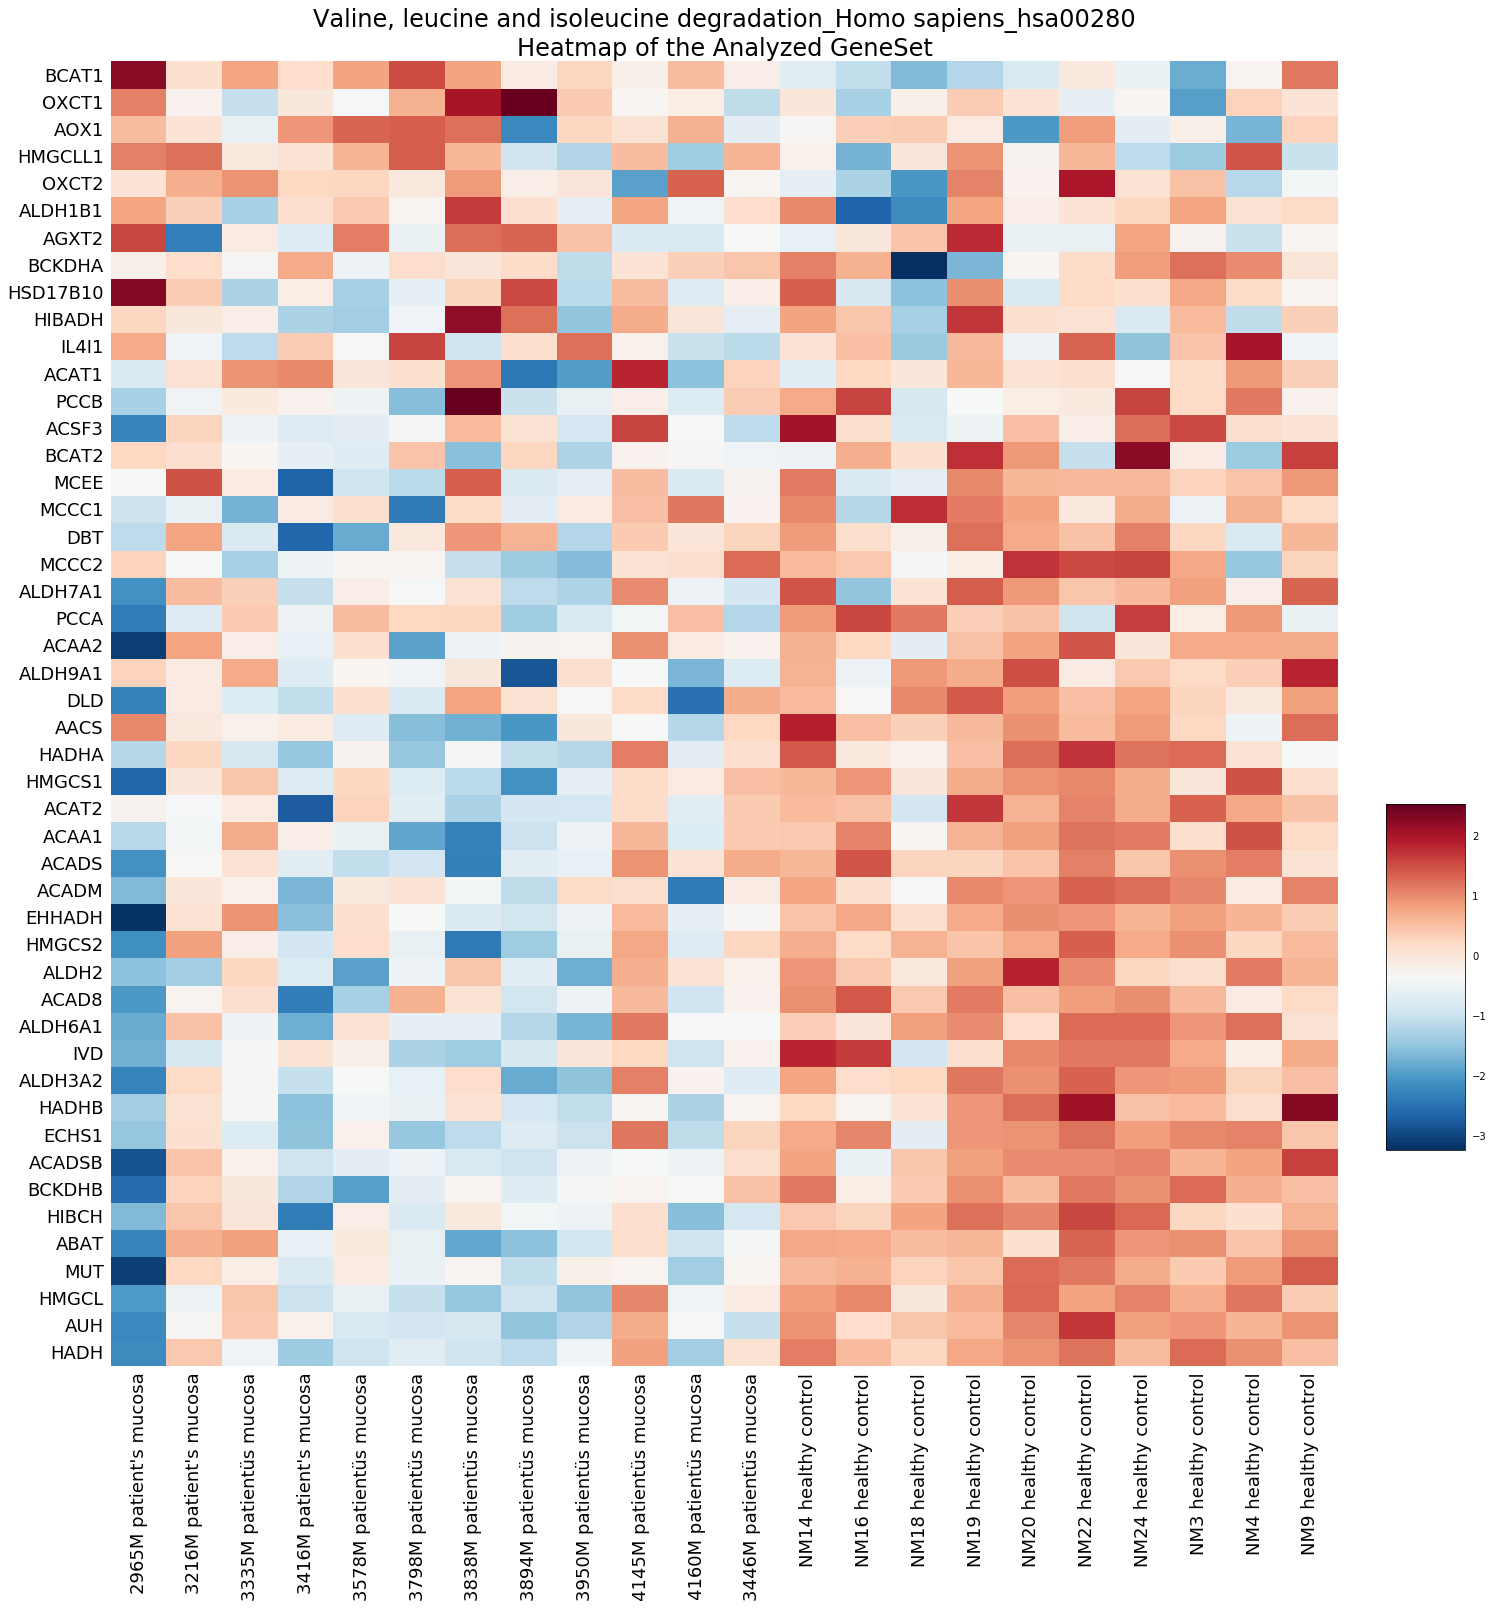 Valine, leucine and isoleucine degradation_Homo sapiens_hsa00280
Heatmap of the Analyzed GeneSet
BCAT1
OXCT1
AOX1
HMGCLL1
OXCT2
ALDH1B1
AGXT2
BCKDHA
HSD17B10
HIBADH
IL4I1
ACAT1
PCCB
ACSF3
BCAT2
MCEE
MCCC1
DBT
MCCC2
ALDH7A1
PCCA
ACAA2
ALDH9A1
DLD
AACS
HADHA
HMGCS1
ACAT2
ACAA1
ACADS
ACADM
EHHADH
HMGCS2
ALDH2
ACAD8
ALDH6A1
IVD
ALDH3A2
HADHB
ECHS1
ACADSB
BCKDHB
HIBCH
ABAT
MUT
HMGCL
AUH
HADH
2965M patient's mucosa
3216M patient's mucosa
3335M patientüs mucosa
3416M patient's mucosa
3578M patientüs mucosa
3798M patientüs mucosa
3838M patientüs mucosa
3894M patientüs mucosa
3950M patientüs mucosa
4145M patientüs mucosa
4160M patientüs mucosa
3446M patientüs mucosa
NM14 healthy control
NM16 healthy control
NM18 healthy control
NM19 healthy control
NM20 healthy control
NM22 healthy control
NM24 healthy control
NM3 healthy control
NM4 healthy control
NM9 healthy control
2
1
0
−1
−2
−3